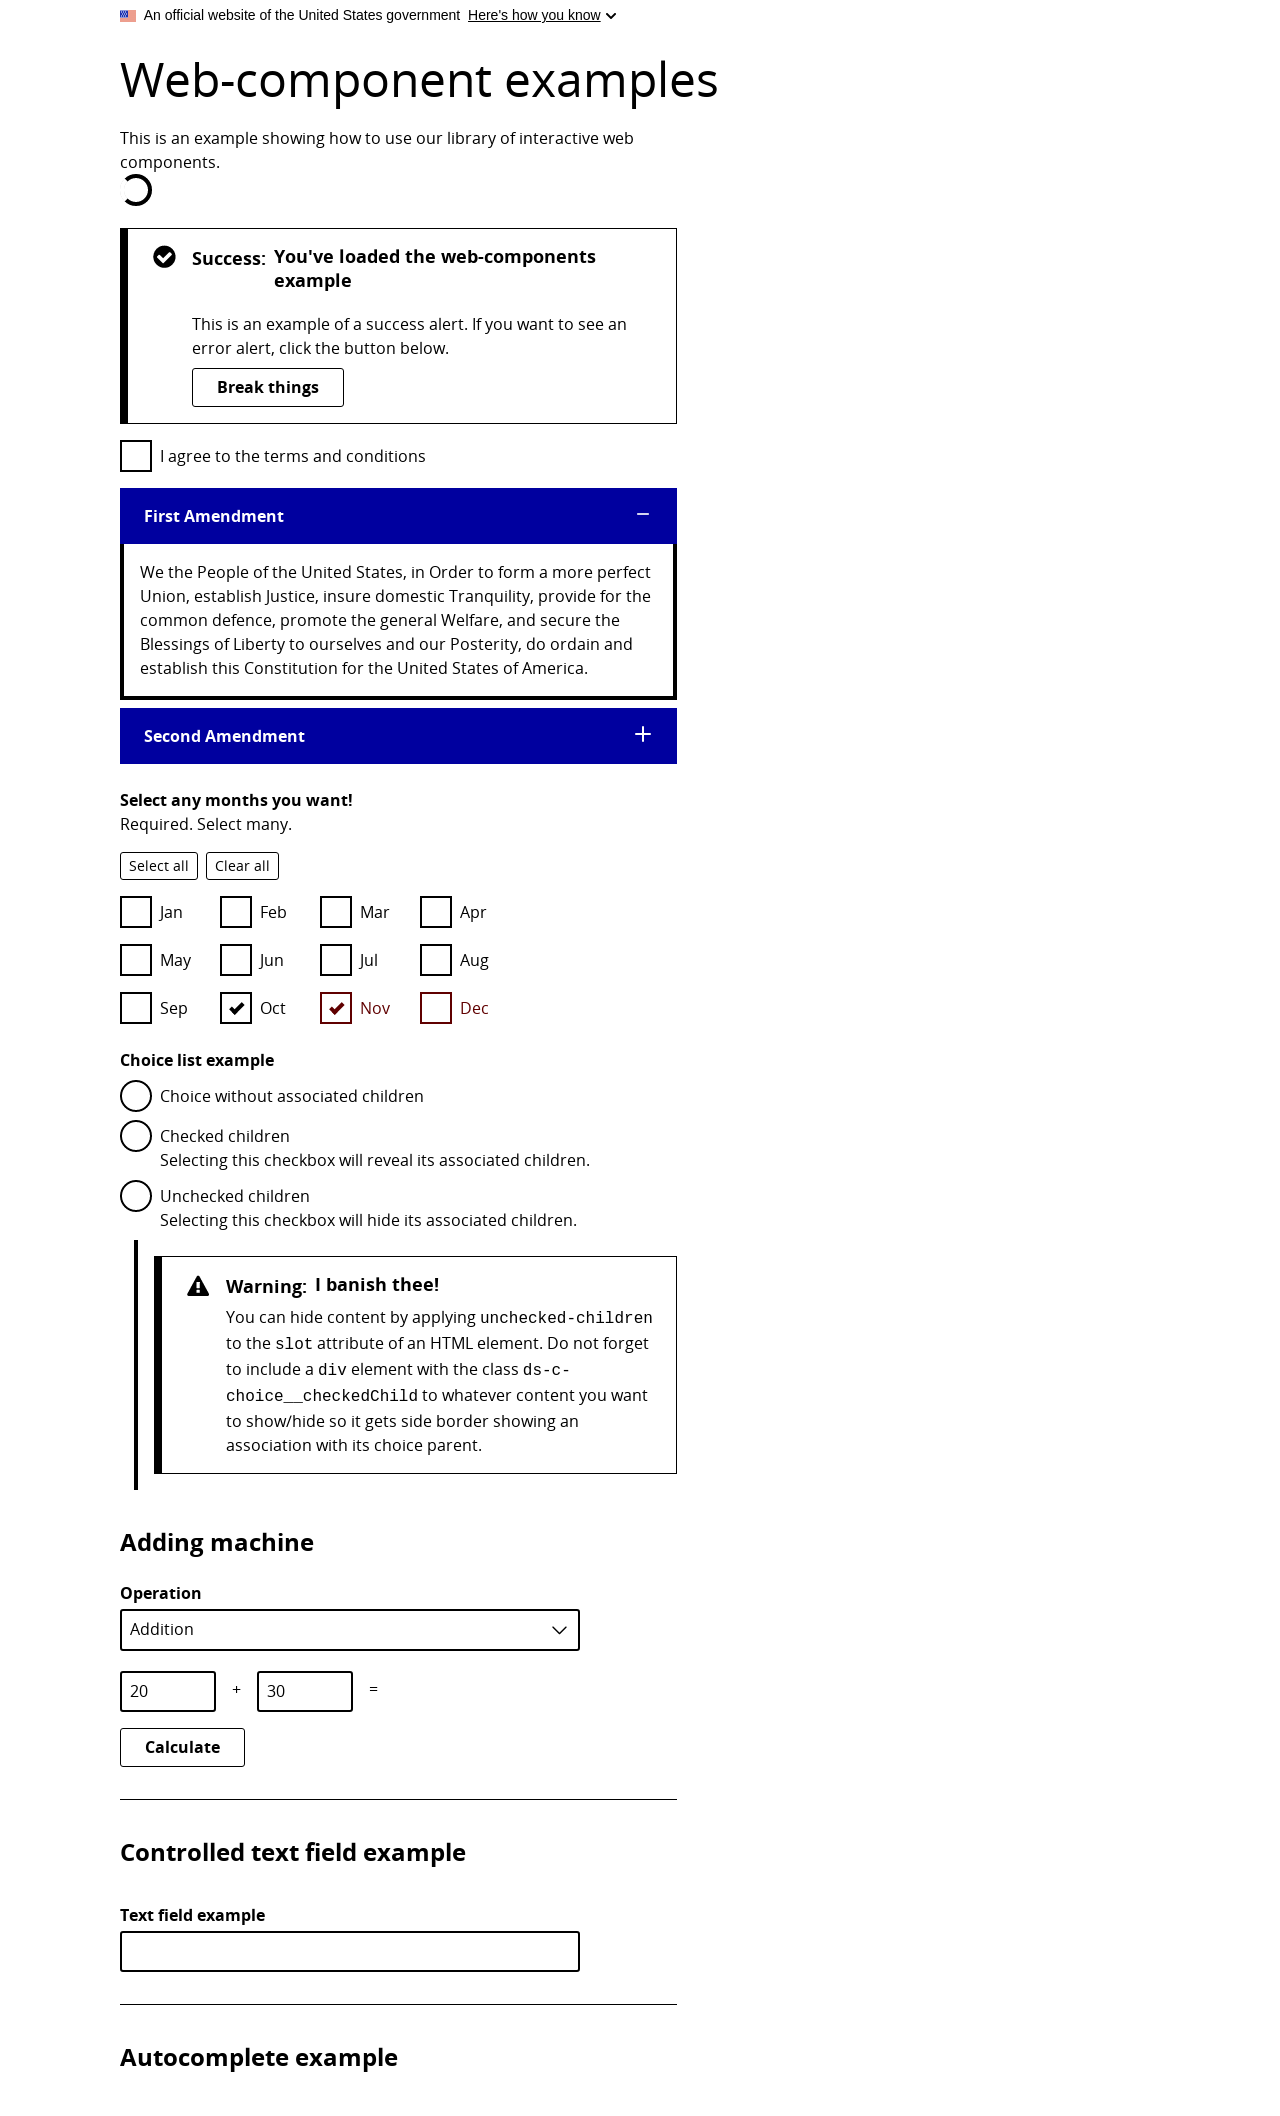 An official website of the United States government Here's how you know
Web-component examples
This is an example showing how to use our library of interactive web
components.
Success: You've loaded the web-components
example
This is an example of a success alert. If you want to see an
error alert, click the button below.
Break things
I agree to the terms and conditions
First Amendment
We the People of the United States, in Order to form a more perfect
Union, establish Justice, insure domestic Tranquility, provide for the
common defence, promote the general Welfare, and secure the
Blessings of Liberty to ourselves and our Posterity, do ordain and
establish this Constitution for the United States of America.
Second Amendment
Select any months you want!
Required. Select many.
Select all Clear all
Jan Feb Mar Apr
May Jun Jul Aug
Sep Oct Nov Dec
Choice list example
Choice without associated children
Checked children
Selecting this checkbox will reveal its associated children.
Unchecked children
Selecting this checkbox will hide its associated children.
Warning: I banish thee!
You can hide content by applying unchecked-children
to the slot attribute of an HTML element. Do not forget
to include a div element with the class ds-c-
choice__checkedChild to whatever content you want
to show/hide so it gets side border showing an
association with its choice parent.
Adding machine
Operation
Addition
20 + 30 =
Calculate
Controlled text field example
Text field example
Autocomplete example